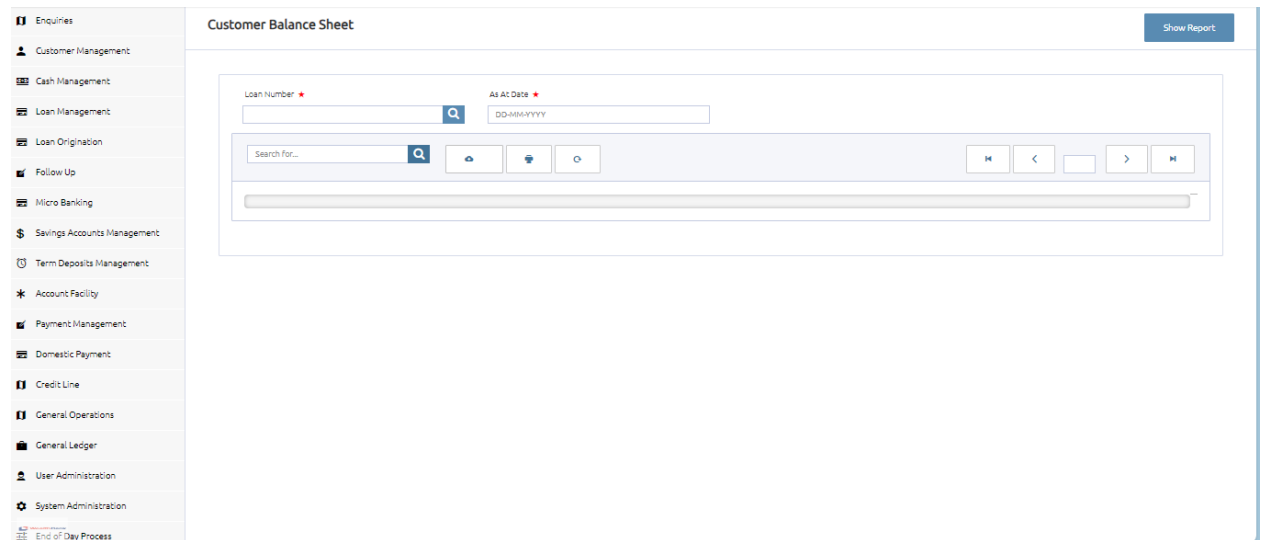 Enquiries
Customer Management
Cash Management
Loan Management
Loan Origination
Follow Up
Micro Banking
Savings Accounts Management
Term Deposits Management
Account Facility
Payment Management
Domestic Payment
Credit Line
General Operations
General Ledger
User Administration
System Administration
End of Day Process
Customer Balance Sheet
Show Report
Loan Number ★ As At Date ★
DD-MM-YYYY
Search for...